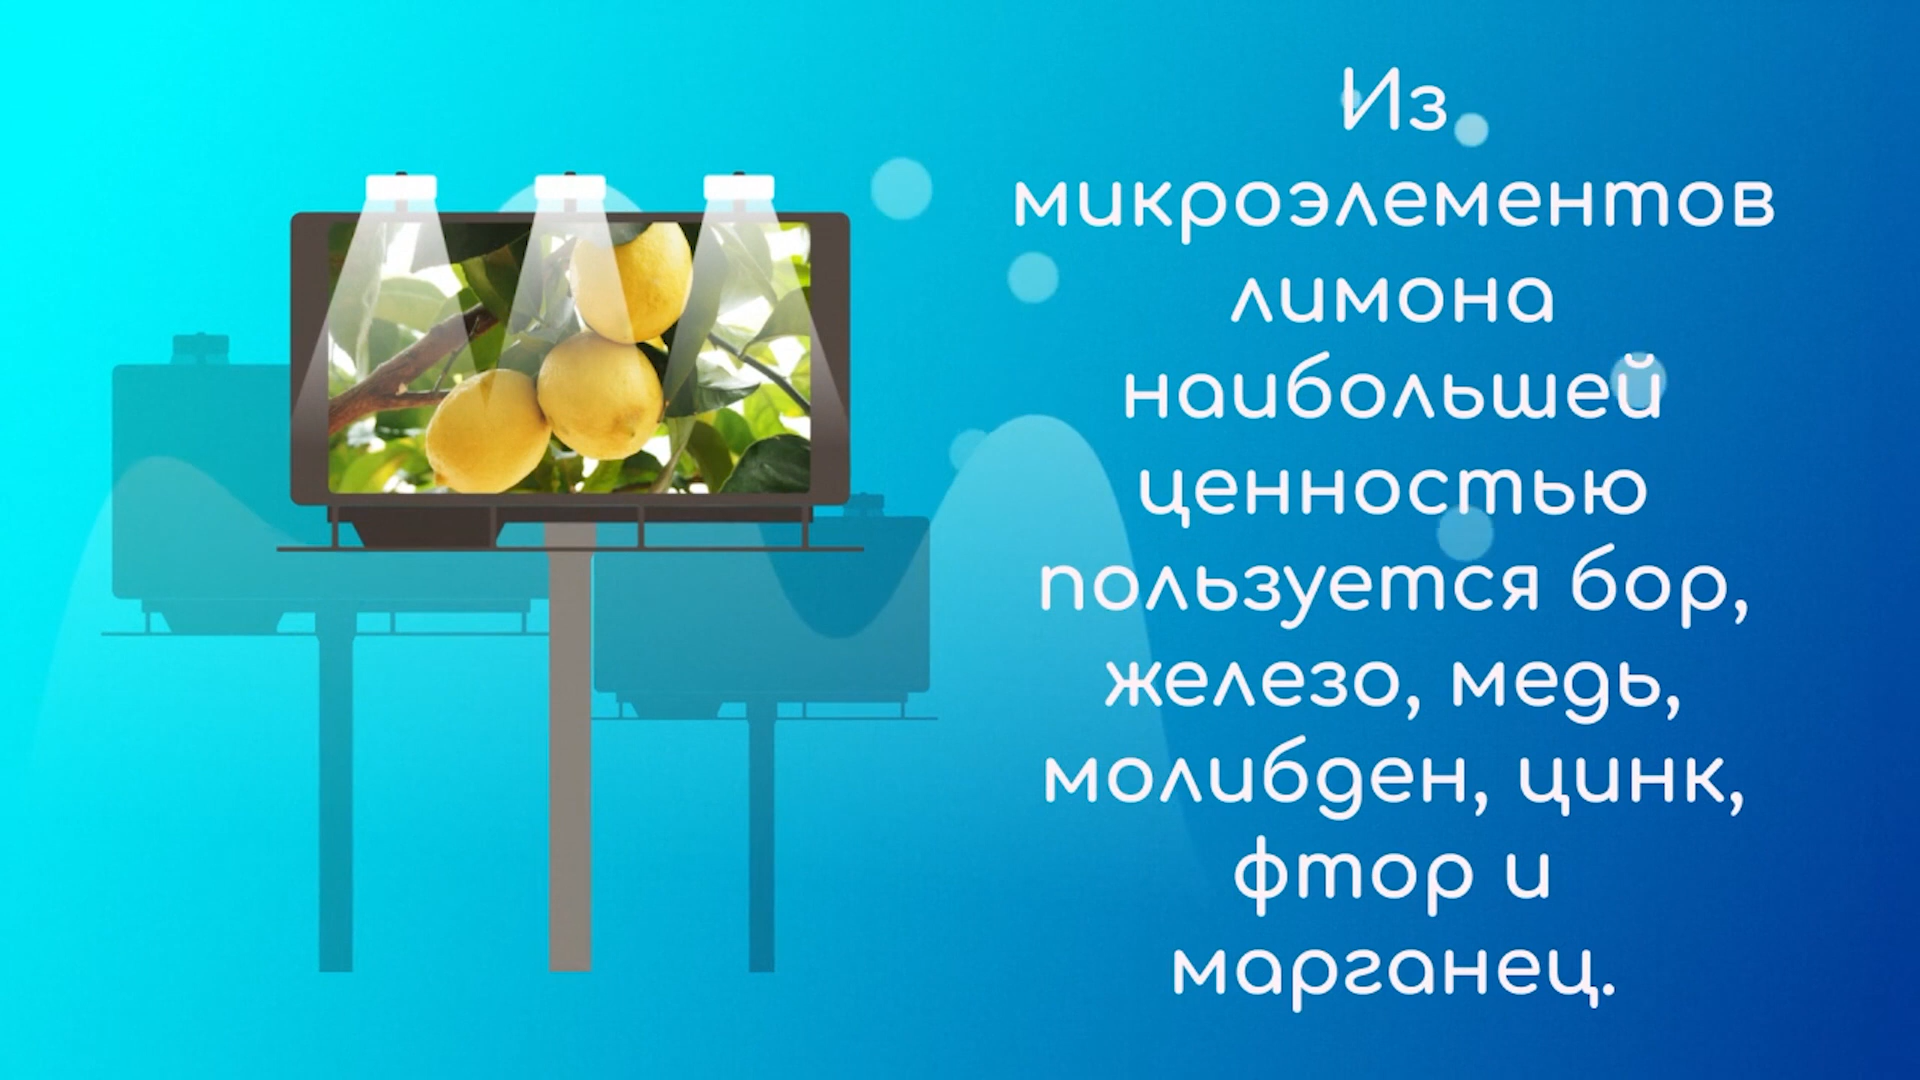 Из
микроэлементов
лимона
наибольшей
ценностью
пользуется бор,
железо, медь,
молибден, цинк,
фтор и
марганец.